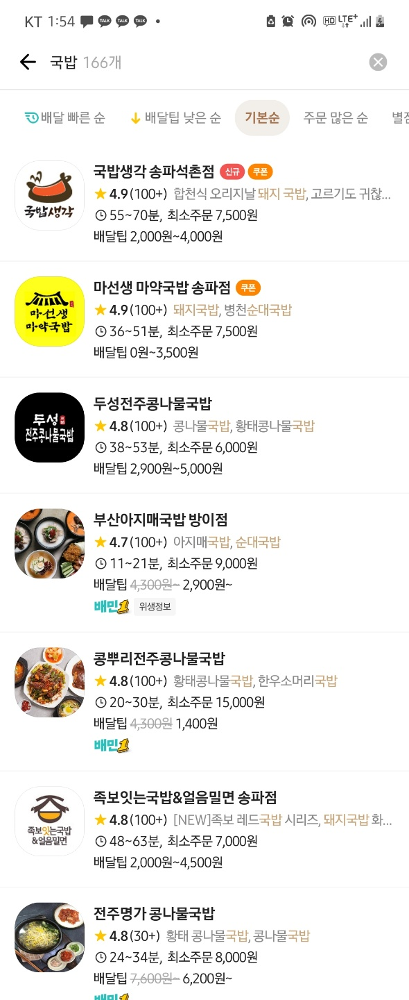 KT 1:54 TALK TALK TALK HD LTE+
국밥 166개
배달 빠른 순 배달팁 낮은 순 기본순 주문 많은 순 별점
국밥생각 송파석촌점 신규 쿠폰
국밥생각
4.9(100+) 합천식 오리지날 돼지 국밥, 고르기도 귀찮...
55~70분, 최소주문 7,500원
배달팁 2,000원~4,000원
마선생 마약국밥 송파점 쿠폰
마선생
마약국밥
4.9(100+) 돼지국밥, 병천순대국밥
36~51분, 최소주문 7,500원
배달팁 0원~3,500원
두성전주콩나물국밥
두성
전주콩나물국밥
4.8(100+) 콩나물국밥, 황태콩나물국밥
38~53분, 최소주문 6,000원
배달팁 2,900원~5,000원
부산아지매국밥 방이점
4.7(100+) 아지매국밥, 순대국밥
11~21분, 최소주문 9,000원
배달팁 4,300원~ 2,900원~
배민1 위생정보
콩뿌리전주콩나물국밥
4.8(100+) 황태콩나물국밥, 한우소머리국밥
20~30분, 최소주문 15,000원
배달팁 4,300원 1,400원
배민1
족보잇는국밥&얼음밀면 송파점
족보잇는국밥
&얼음밀면
4.8(100+) [NEW]족보 레드국밥 시리즈, 돼지국밥 화...
48~63분, 최소주문 7,000원
배달팁 2,000원~4,500원
전주명가 콩나물국밥
4.8(30+) 황태 콩나물국밥, 콩나물국밥
24~34분, 최소주문 8,000원
배달팁 7,600원~ 6,200원~
배민1